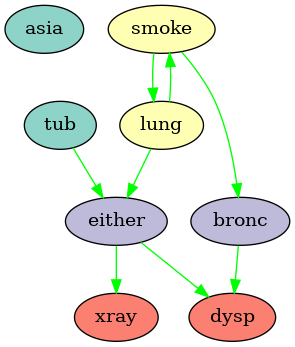 asia
smoke
tub
lung
either
bronc
xray
dysp